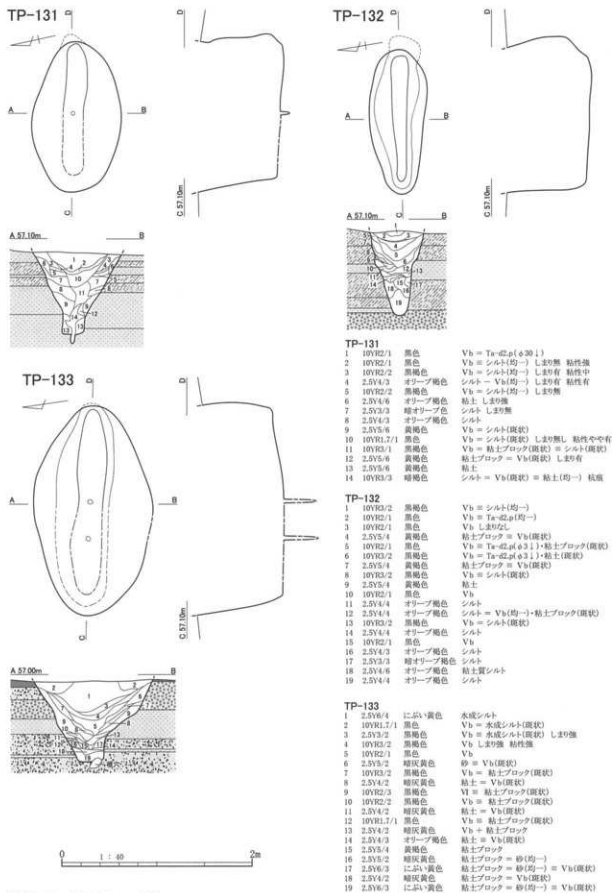 TP-131
D
A
B
C
D
C 57.10m
A 57.10m
B
TP-132
D
A
B
C
D
C 57.10m
A 57.10m
B
TP-133
D
A
B
C
D
C 57.10m
A 57.00m
B
0 1:40 2m
TP-131
1 10YR2/1 黒色 Vb = Ta-d2.p(φ30↓)
2 10YR2/1 黒色 Vb ≡ シルト(均一) しまり無 粘性強
3 10YR2/2 黒褐色 Vb ≡ シルト(均一) しまり有 粘性中
4 2.5Y4/3 オリーブ褐色 シルト − Vb(均一) しまり有 粘性有
5 10YR2/2 黒褐色 Vb = シルト(均一) しまり無
6 2.5Y4/6 オリーブ褐色 粘土 しまり強
7 2.5Y3/3 暗オリーブ色 シルト しまり無
8 2.5Y4/3 オリーブ褐色 シルト
9 2.5Y5/6 黄褐色 Vb = シルト(斑状)
10 10YR1.7/1 黒色 Vb = シルト(斑状) しまり無し 粘性やや有
11 10YR3/1 黒褐色 Vb = 粘土ブロック(斑状) ≡ シルト(斑状)
12 2.5Y5/6 黄褐色 粘土ブロック = Vb(斑状) しまり有
13 2.5Y5/6 黄褐色 粘土
14 10YR3/3 暗褐色 シルト = Vb(斑状) ≡ 粘土(均一) 杭痕
TP-132
1 10YR3/2 黒褐色 Vb ≡ シルト(均一)
2 10YR2/1 黒色 Vb ≡ Ta-d2.p(均一)
3 10YR2/1 黒色 Vb しまりなし
4 2.5Y5/4 黄褐色 粘土ブロック ≡ Vb(斑状)
5 10YR2/1 黒色 Vb ≡ Ta-d2.p(φ3↓)・粘土ブロック(斑状)
6 10YR3/2 黒褐色 Vb = Ta-d2.p(φ3↓)・粘土(斑状)
7 2.5Y5/4 黄褐色 粘土ブロック ≡ Vb(斑状)
8 10YR3/2 黒褐色 Vb ≡ シルト(斑状)
9 2.5Y5/4 黄褐色 粘土
10 10YR2/1 黒色 Vb
11 2.5Y4/4 オリーブ褐色 シルト
12 2.5Y4/4 オリーブ褐色 シルト = Vb(均一)・粘土ブロック(斑状)
13 10YR3/2 黒褐色 Vb = シルト(斑状)
14 2.5Y4/4 オリーブ褐色 シルト
15 10YR2/1 黒色 Vb
16 2.5Y4/3 オリーブ褐色 シルト
17 2.5Y3/3 暗オリーブ褐色 シルト
18 2.5Y4/6 オリーブ褐色 粘土質シルト
19 2.5Y4/4 オリーブ褐色 シルト
TP-133
1 2.5Y6/4 にぶい黄色 水成シルト
2 10YR1.7/1 黒色 Vb = 水成シルト(斑状)
3 2.5Y3/2 黒褐色 Vb ≡ 水成シルト(斑状) しまり強
4 10YR3/2 黒褐色 Vb しまり強 粘性強
5 10YR2/1 黒色 Vb
6 2.5Y5/2 暗灰黄色 砂 ≡ Vb(斑状)
7 10YR3/2 黒褐色 Vb = 粘土ブロック(斑状)
8 2.5Y4/2 暗灰黄色 粘土 = Vb(斑状)
9 10YR2/3 黒褐色 VI ≡ 粘土ブロック(斑状)
10 10YR2/2 黒褐色 Vb ≡ 粘土ブロック(斑状)
11 2.5Y4/2 暗灰黄色 粘土 = Vb(斑状)
12 10YR1.7/1 黒色 Vb ≡ 粘土ブロック(斑状)
13 2.5Y4/2 暗灰黄色 Vb + 粘土ブロック
14 2.5Y4/3 オリーブ褐色 粘土 ≡ Vb(斑状)
15 2.5Y5/4 黄褐色 粘土ブロック
16 2.5Y5/2 暗灰黄色 粘土ブロック = 砂(均一)
17 2.5Y6/3 にぶい黄色 粘土ブロック = 砂(均一) ≡ Vb(斑状)
18 2.5Y4/2 暗灰黄色 粘土ブロック = Vb(斑状)
19 2.5Y6/3 にぶい黄色 粘土ブロック = 砂(均一) ≡ Vb(斑状)